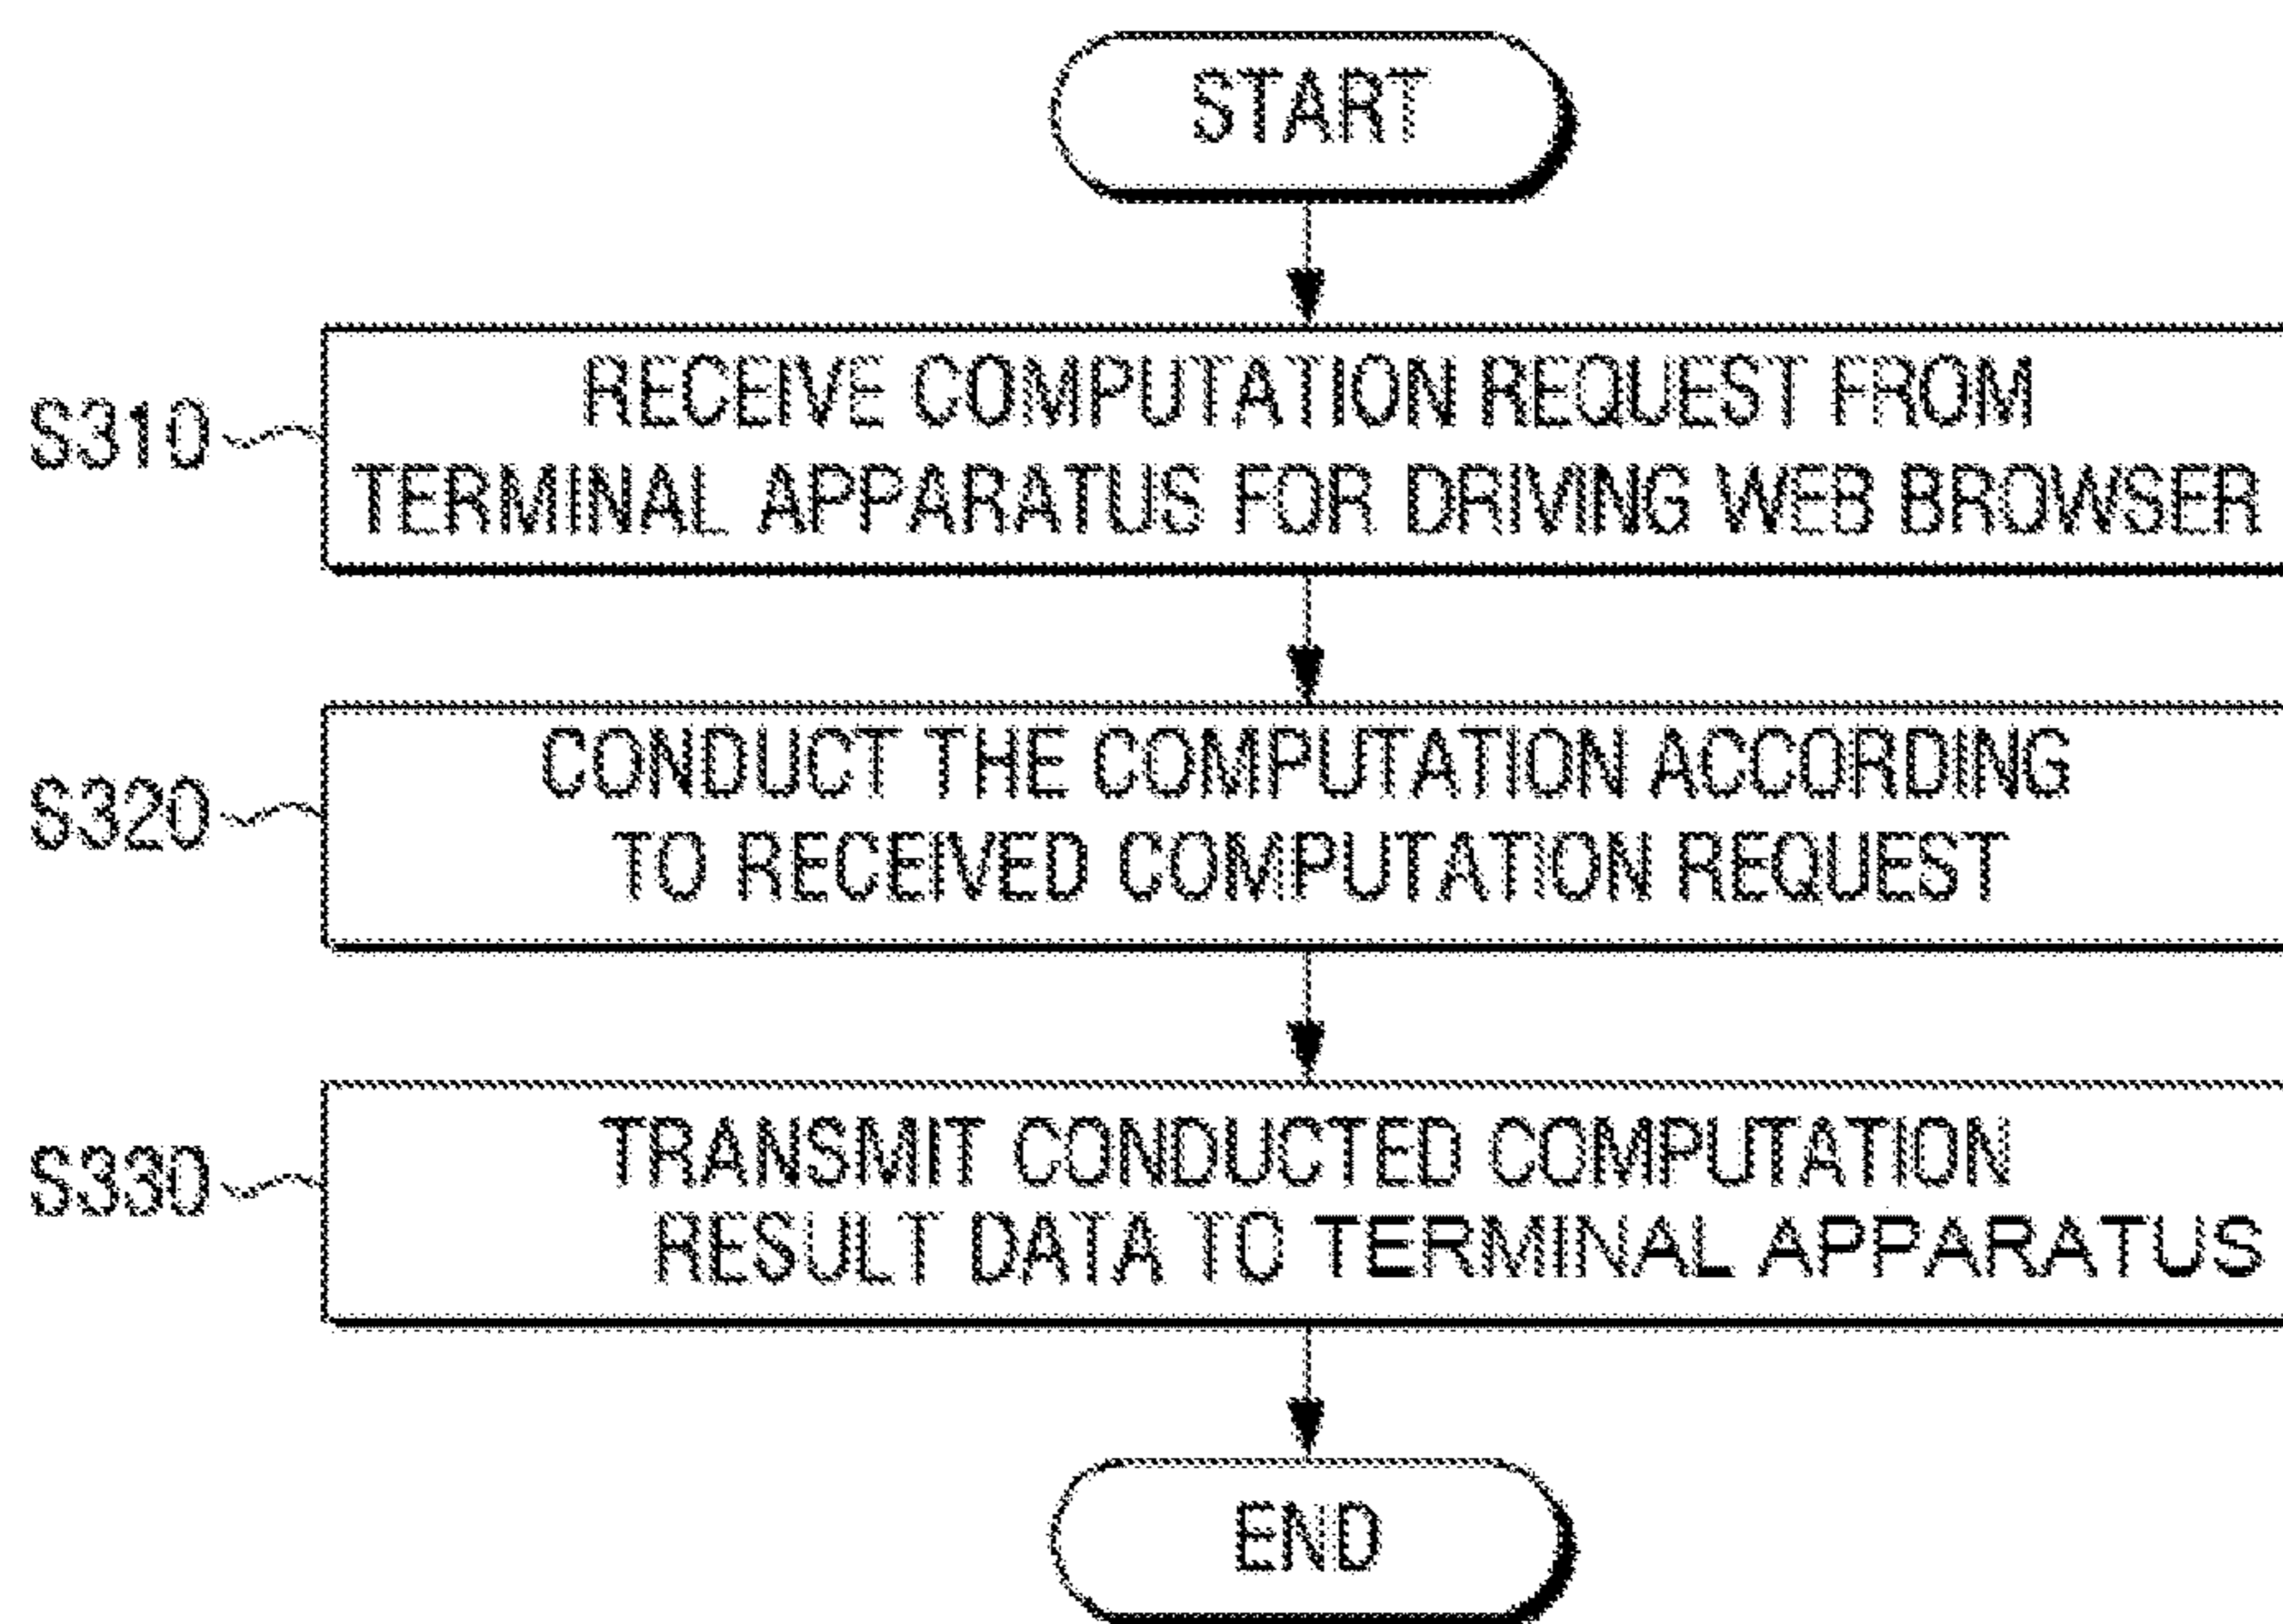 START
S310
RECEIVE COMPUTATION REQUEST FROM
TERMINAL APPARATUS FOR DRIVING WEB BROWSER
S320
CONDUCT THE COMPUTATION ACCORDING
TO RECEIVED COMPUTATION REQUEST
S330
TRANSMIT CONDUCTED COMPUTATION
RESULT DATA TO TERMINAL APPARATUS
END